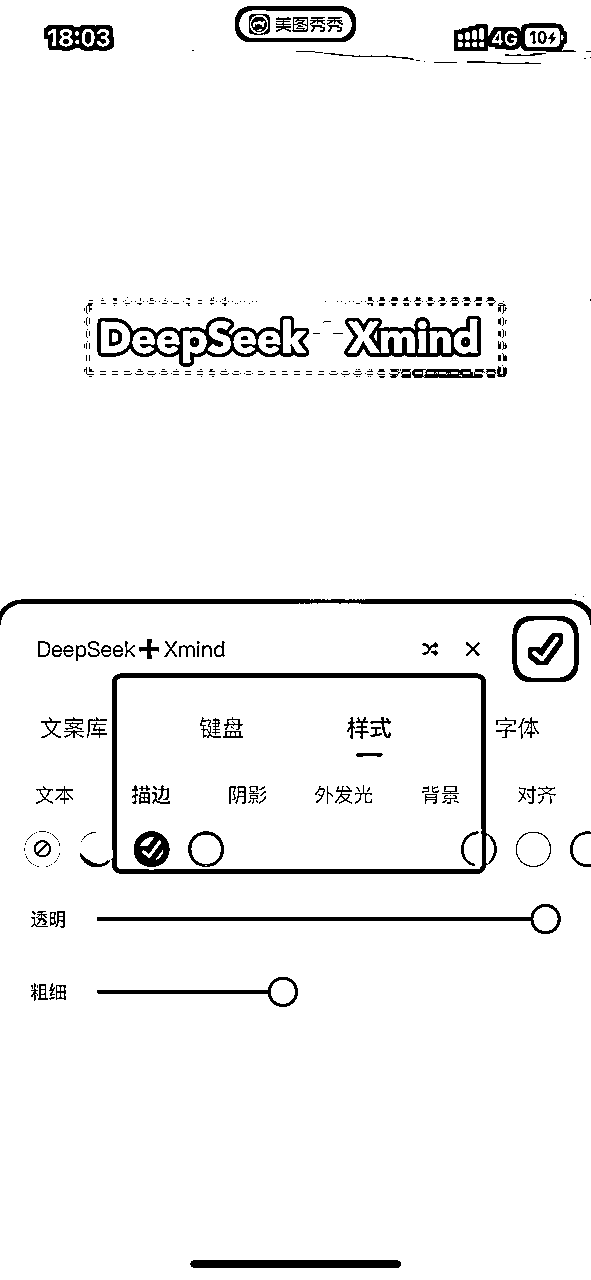 18:03 美图秀秀 4G 10
DeepSeek Xmind
DeepSeek➕Xmind
文案库 键盘 样式 字体
文本 描边 阴影 外发光 背景 对齐
透明
粗细